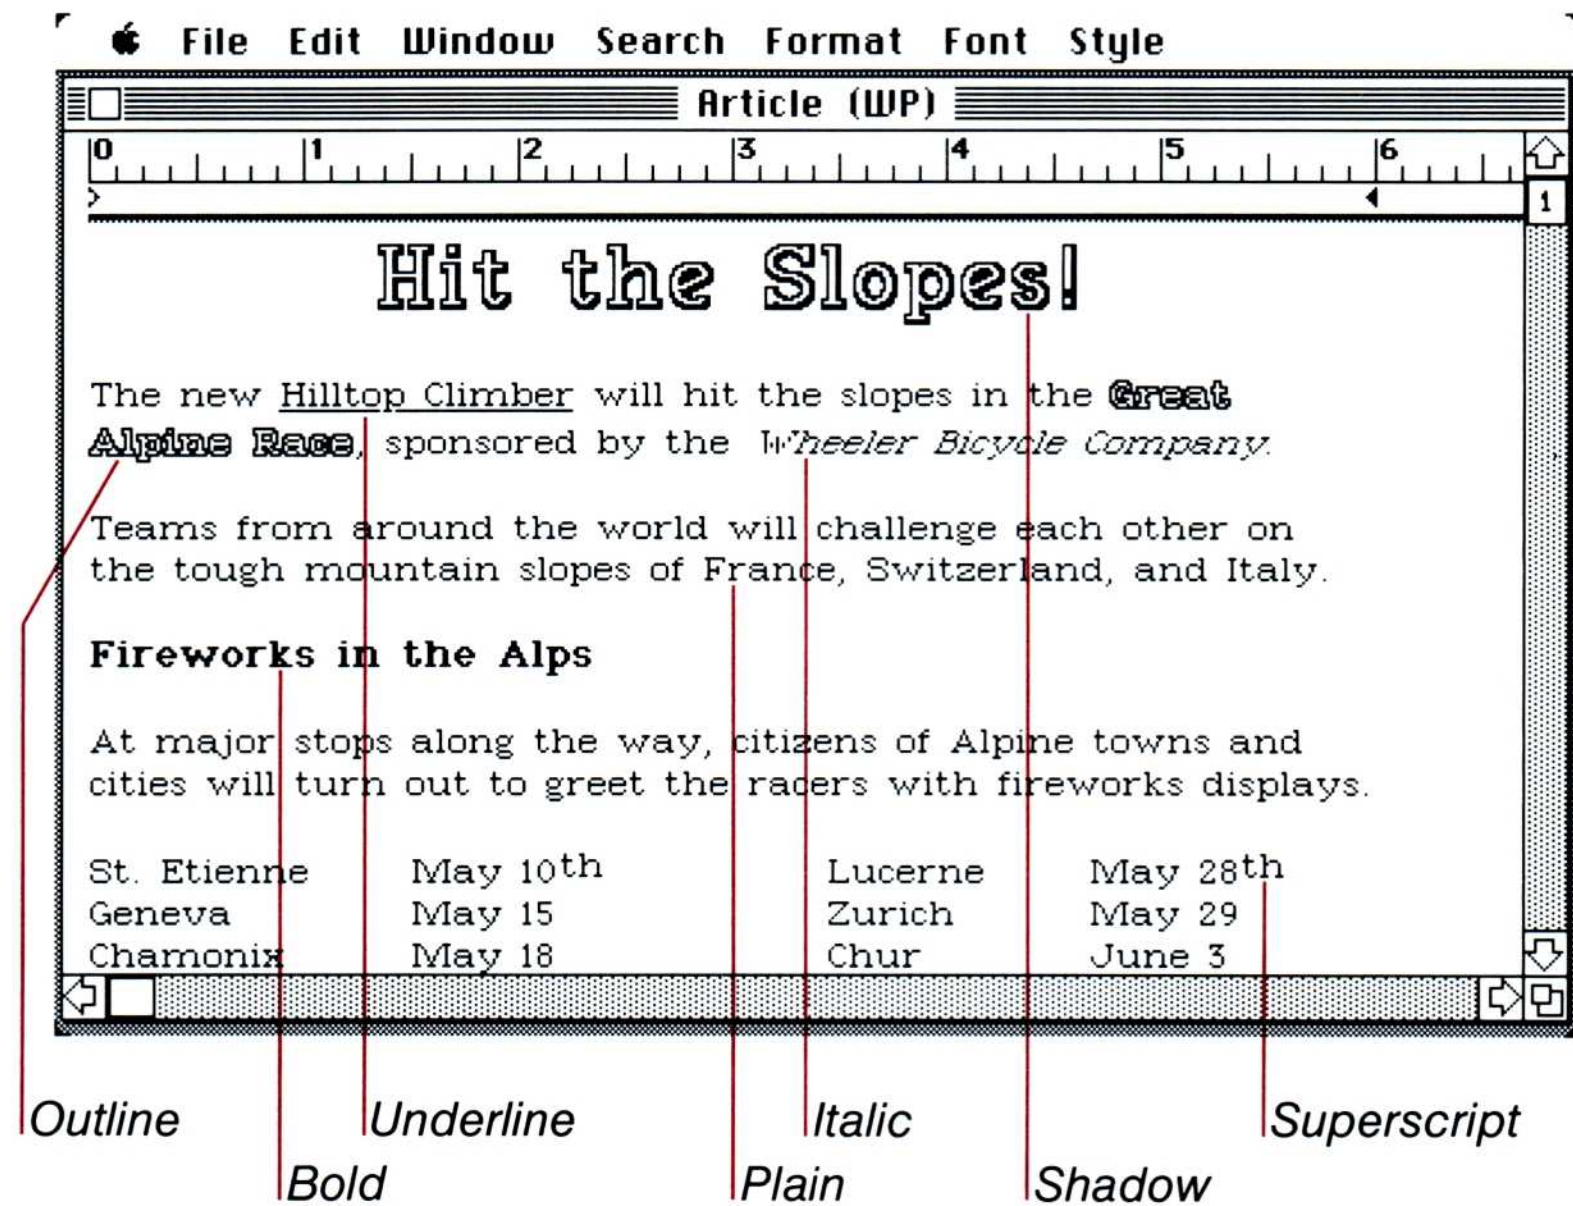 File Edit Window Search Format Font Style
Article (WP)
0 1 2 3 4 5 6
1
Hit the Slopes!
The new Hilltop Climber will hit the slopes in the Great
Alpine Race, sponsored by the Wheeler Bicycle Company.
Teams from around the world will challenge each other on
the tough mountain slopes of France, Switzerland, and Italy.
Fireworks in the Alps
At major stops along the way, citizens of Alpine towns and
cities will turn out to greet the racers with fireworks displays.
St. Etienne May 10th Lucerne May 28th
Geneva May 15 Zurich May 29
Chamonix May 18 Chur June 3
Outline Underline Italic Superscript
Bold Plain Shadow